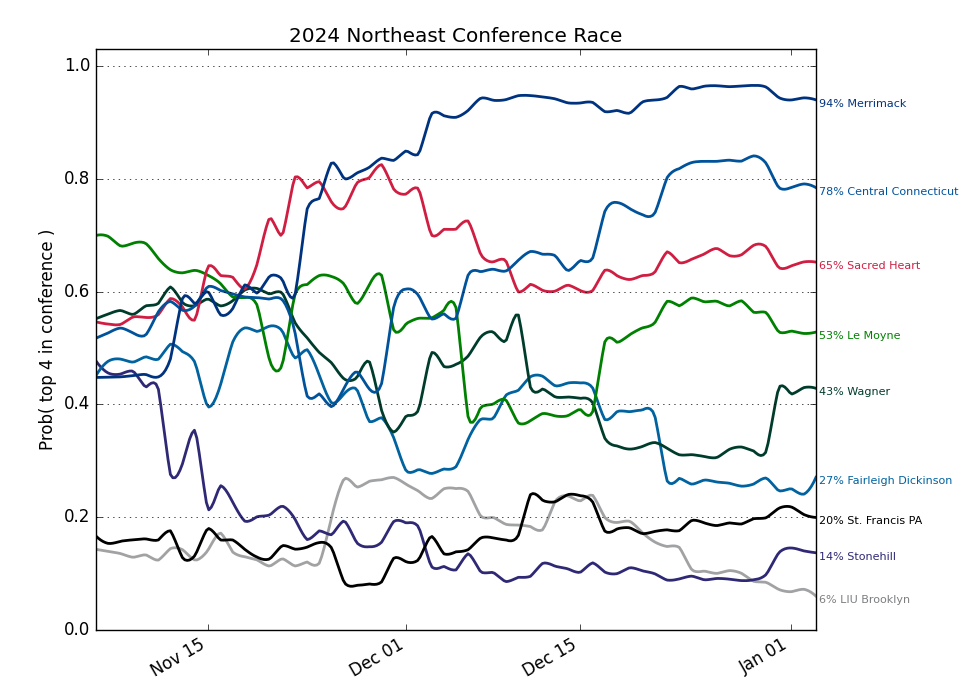 2024 Northeast Conference Race
Prob( top 4 in conference )
1.0
0.8
0.6
0.4
0.2
0.0
Nov 15
Dec 01
Dec 15
Jan 01
94% Merrimack
78% Central Connecticut
65% Sacred Heart
53% Le Moyne
43% Wagner
27% Fairleigh Dickinson
20% St. Francis PA
14% Stonehill
6% LIU Brooklyn